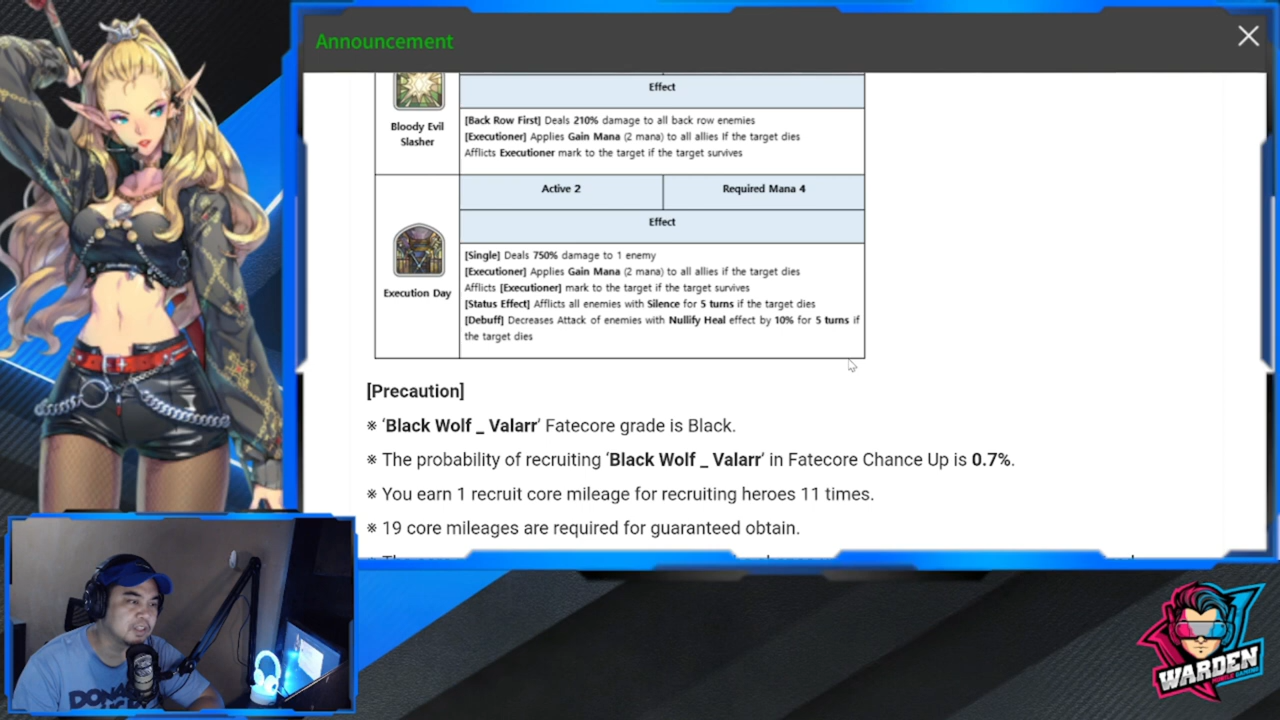 Announcement
Effect
Bloody Evil
Slasher
[Back Row First] Deals 210% damage to all back row enemies
[Executioner] Applies Gain Mana (2 mana) to all allies If the target dies
Afflicts Executioner mark to the target if the target survives
Active 2
Required Mana 4
Effect
Execution Day
[Single] Deals 750% damage to 1 enemy
[Executioner] Applies Gain Mana (2 mana) to all allies if the target dies
Afflicts [Executioner] mark to the target if the target survives
[Status Effect] Afflicts all enemies with Silence for 5 turns if the target dies
[Debuff] Decreases Attack of enemies with Nullify Heal effect by 10% for 5 turns if
the target dies
[Precaution]
※ ‘Black Wolf _ Valarr’ Fatecore grade is Black.
※ The probability of recruiting ‘Black Wolf _ Valarr’ in Fatecore Chance Up is 0.7%.
※ You earn 1 recruit core mileage for recruiting heroes 11 times.
※ 19 core mileages are required for guaranteed obtain.
WARDEN
MOBILE GAMING